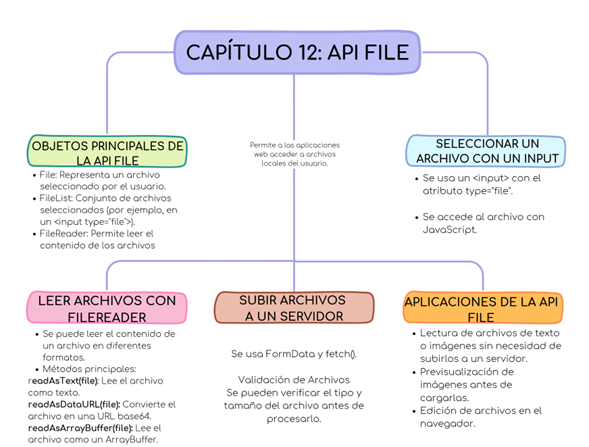 CAPÍTULO 12: API FILE
OBJETOS PRINCIPALES DE
LA API FILE
• File: Representa un archivo
seleccionado por el usuario.
• FileList: Conjunto de archivos
seleccionados (por ejemplo, en
un <input type="file">).
• FileReader: Permite leer el
contenido de los archivos
Permite a las aplicaciones
web acceder a archivos
locales del usuario.
SELECCIONAR UN
ARCHIVO CON UN INPUT
• Se usa un <input> con el
atributo type="file".
• Se accede al archivo con
JavaScript.
LEER ARCHIVOS CON
FILEREADER
• Se puede leer el contenido de
un archivo en diferentes
formatos.
• Métodos principales:
readAsText(file): Lee el archivo
como texto.
readAsDataURL(file): Convierte el
archivo en una URL base64.
readAsArrayBuffer(file): Lee el
archivo como un ArrayBuffer.
SUBIR ARCHIVOS
A UN SERVIDOR
Se usa FormData y fetch().
Validación de Archivos
Se pueden verificar el tipo y
tamaño del archivo antes de
procesarlo.
APLICACIONES DE LA API
FILE
• Lectura de archivos de texto
o imágenes sin necesidad de
subirlos a un servidor.
• Previsualización de
imágenes antes de
cargarlas.
• Edición de archivos en el
navegador.